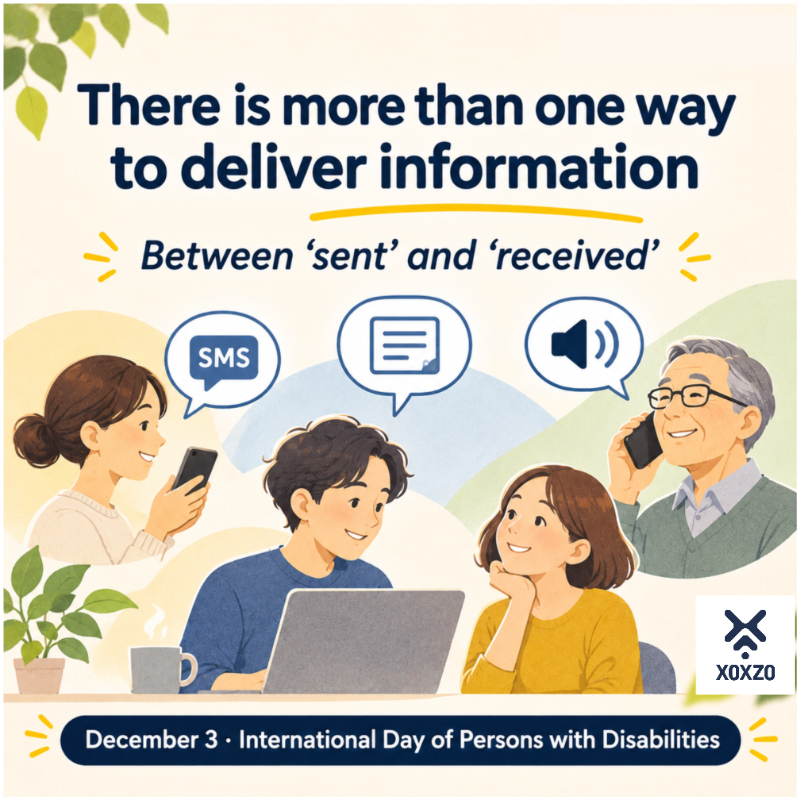 There is more than one way
to deliver information
Between ‘sent’ and ‘received’
SMS
XOXZO
December 3 · International Day of Persons with Disabilities